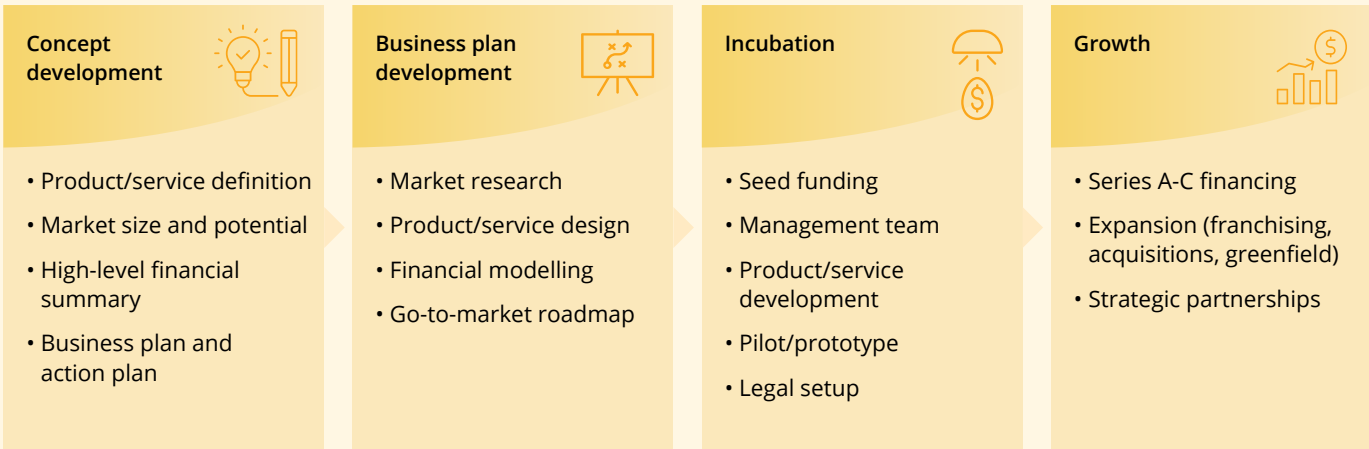 Concept
development
• Product/service definition
• Market size and potential
• High-level financial
summary
• Business plan and
action plan
Business plan
development
• Market research
• Product/service design
• Financial modelling
• Go-to-market roadmap
Incubation
$
• Seed funding
• Management team
• Product/service
development
• Pilot/prototype
• Legal setup
Growth
$
• Series A-C financing
• Expansion (franchising,
acquisitions, greenfield)
• Strategic partnerships